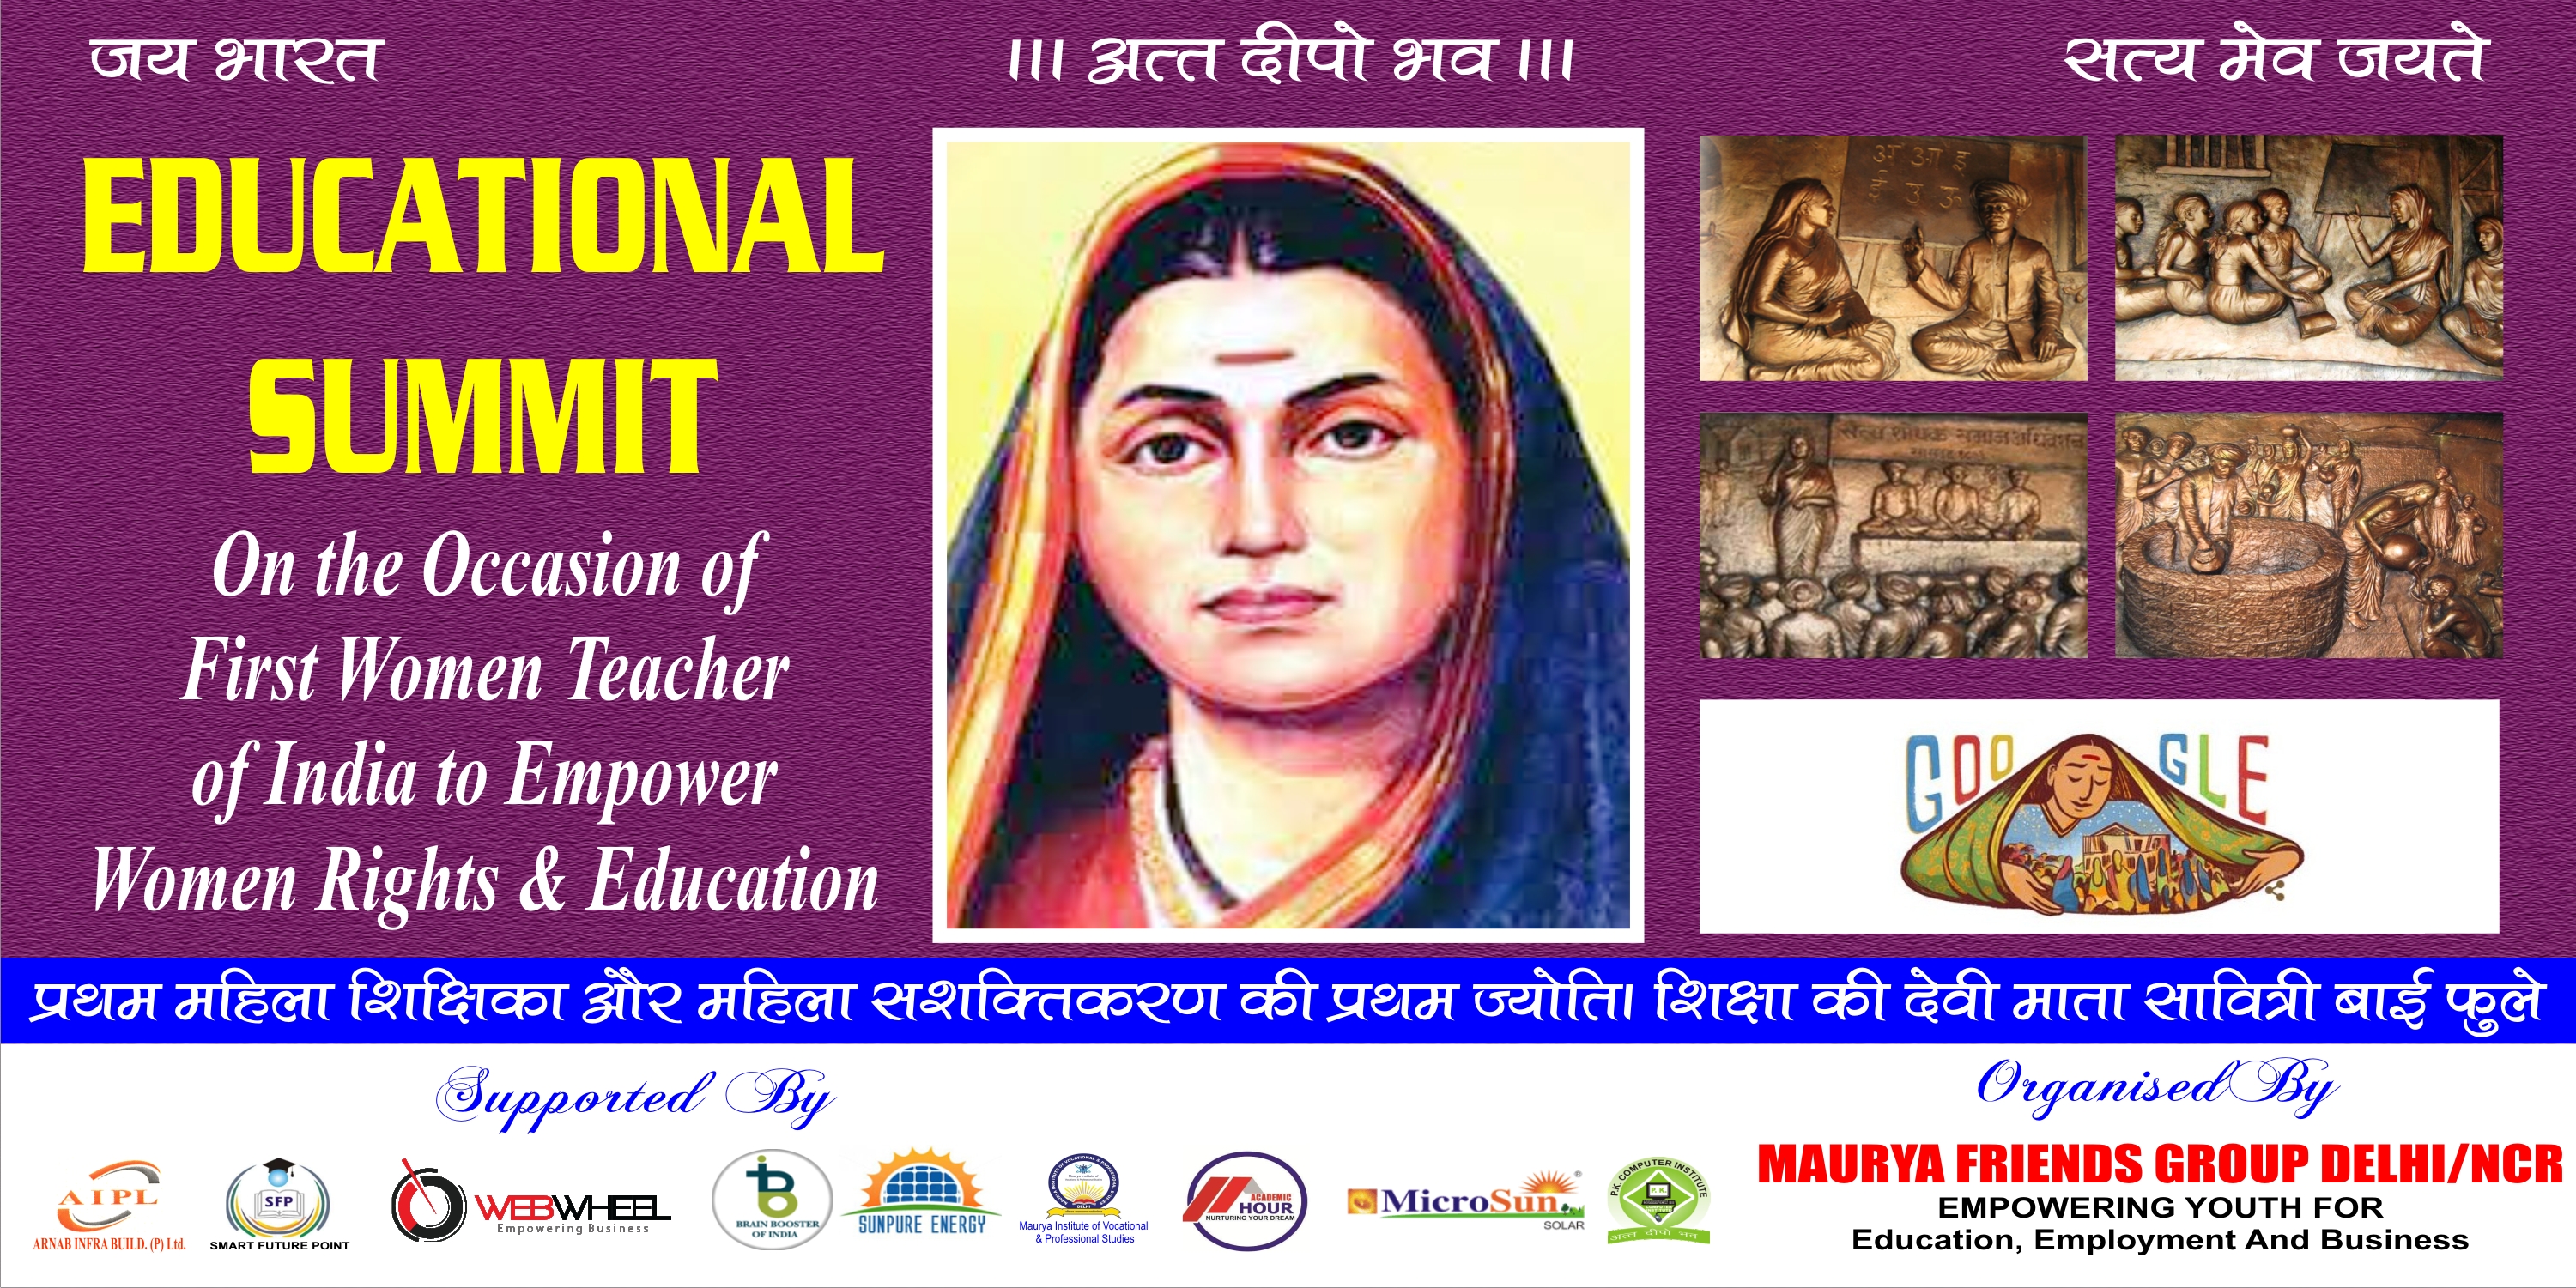 जय भारत
।।। अत्त दीपो भव ।।।
सत्य मेव जयते
EDUCATIONAL
SUMMIT
On the Occasion of
First Women Teacher
of India to Empower
Women Rights & Education
अ आ इ
ई उ ऊ
GOOGLE
प्रथम महिला शिक्षिका और महिला सशक्तिकरण की प्रथम ज्योति। शिक्षा की देवी माता सावित्री बाई फुले
Supported By
Organised By
AIPL
ARNAB INFRA BUILD. (P) Ltd.
SFP
SMART FUTURE POINT
WEBWHEEL
Empowering Business
BRAIN BOOSTER
OF INDIA
SUNPURE ENERGY
Maurya Institute of Vocational
& Professional Studies
ACADEMIC
HOUR
NURTURING YOUR DREAM
MicroSun®
SOLAR
P.K. COMPUTER INSTITUTE
P. K.
अत्त दीपो भव
MAURYA FRIENDS GROUP DELHI/NCR
EMPOWERING YOUTH FOR
Education, Employment And Business